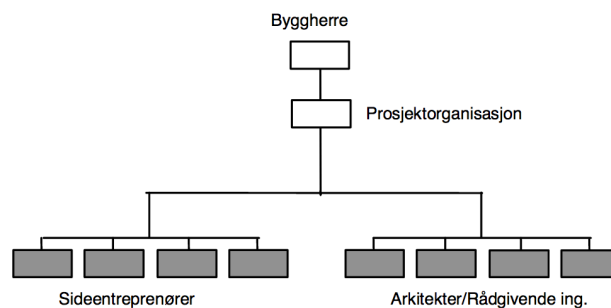 Byggherre
Prosjektorganisasjon
Sideentreprenører
Arkitekter/Rådgivende ing.